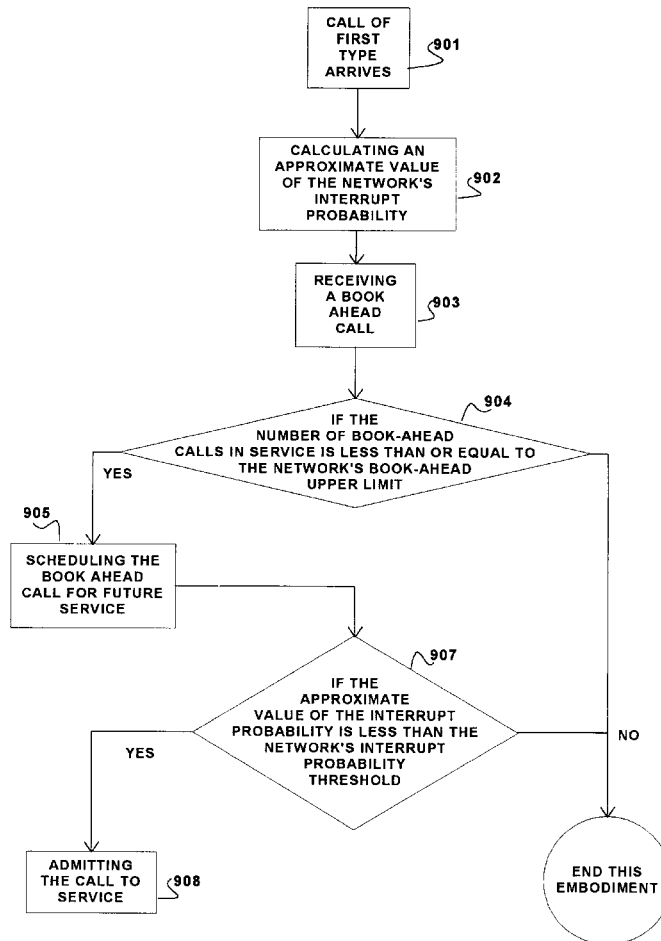 CALL OF
FIRST
TYPE
ARRIVES
901
CALCULATING AN
APPROXIMATE VALUE
OF THE NETWORK'S
INTERRUPT
PROBABILITY
902
RECEIVING
A BOOK
AHEAD
CALL
903
904
IF THE
NUMBER OF BOOK-AHEAD
CALLS IN SERVICE IS LESS THAN OR EQUAL TO
THE NETWORK'S BOOK-AHEAD
UPPER LIMIT
YES
905
SCHEDULING THE
BOOK AHEAD
CALL FOR FUTURE
SERVICE
907
IF THE
APPROXIMATE
VALUE OF THE INTERRUPT
PROBABILITY IS LESS THAN THE
NETWORK'S INTERRUPT
PROBABILITY
THRESHOLD
YES
NO
ADMITTING
THE CALL TO
SERVICE
908
END THIS
EMBODIMENT